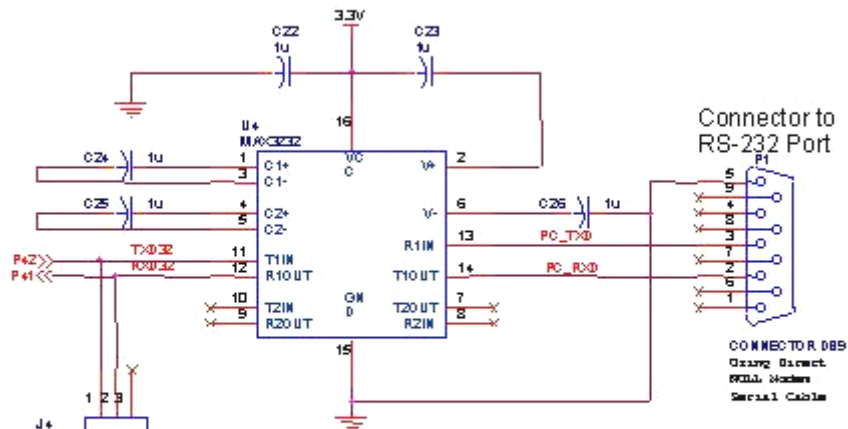 3.3V
C22
1u
C23
1u
U4
MAX3232
16
VC
C
Connector to
RS-232 Port
P1
C24
1u
1
C1+
3
C1-
V+
2
C25
1u
4
C2+
5
C2-
V-
6
C26
1u
P42
TXD32
11
T1IN
R1IN
13
PC_TXD
P41
RXD32
12
R1OUT
T1OUT
14
PC_RXD
10
T2IN
GN
D
T2OUT
7
9
R2OUT
R2IN
8
15
5
9
4
8
3
7
2
6
1
CONNECTOR DB9
Using Direct
NULL Modem
Serial Cable
1 2 3
J4